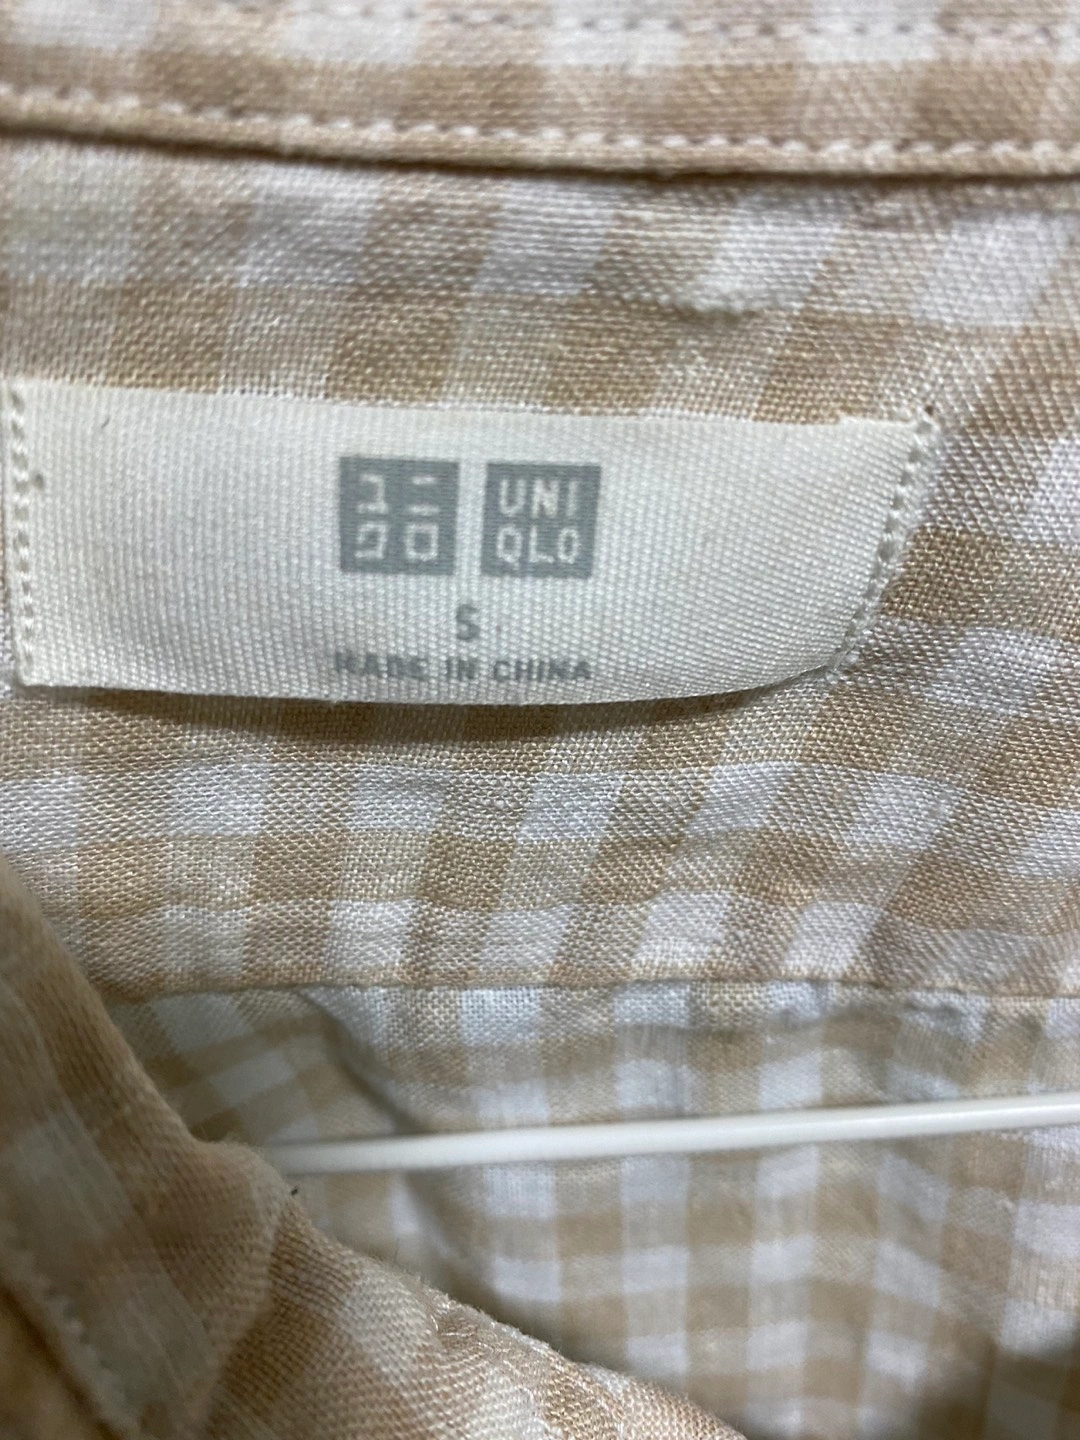 ユニ UNI
クロ QLO
S
MADE IN CHINA